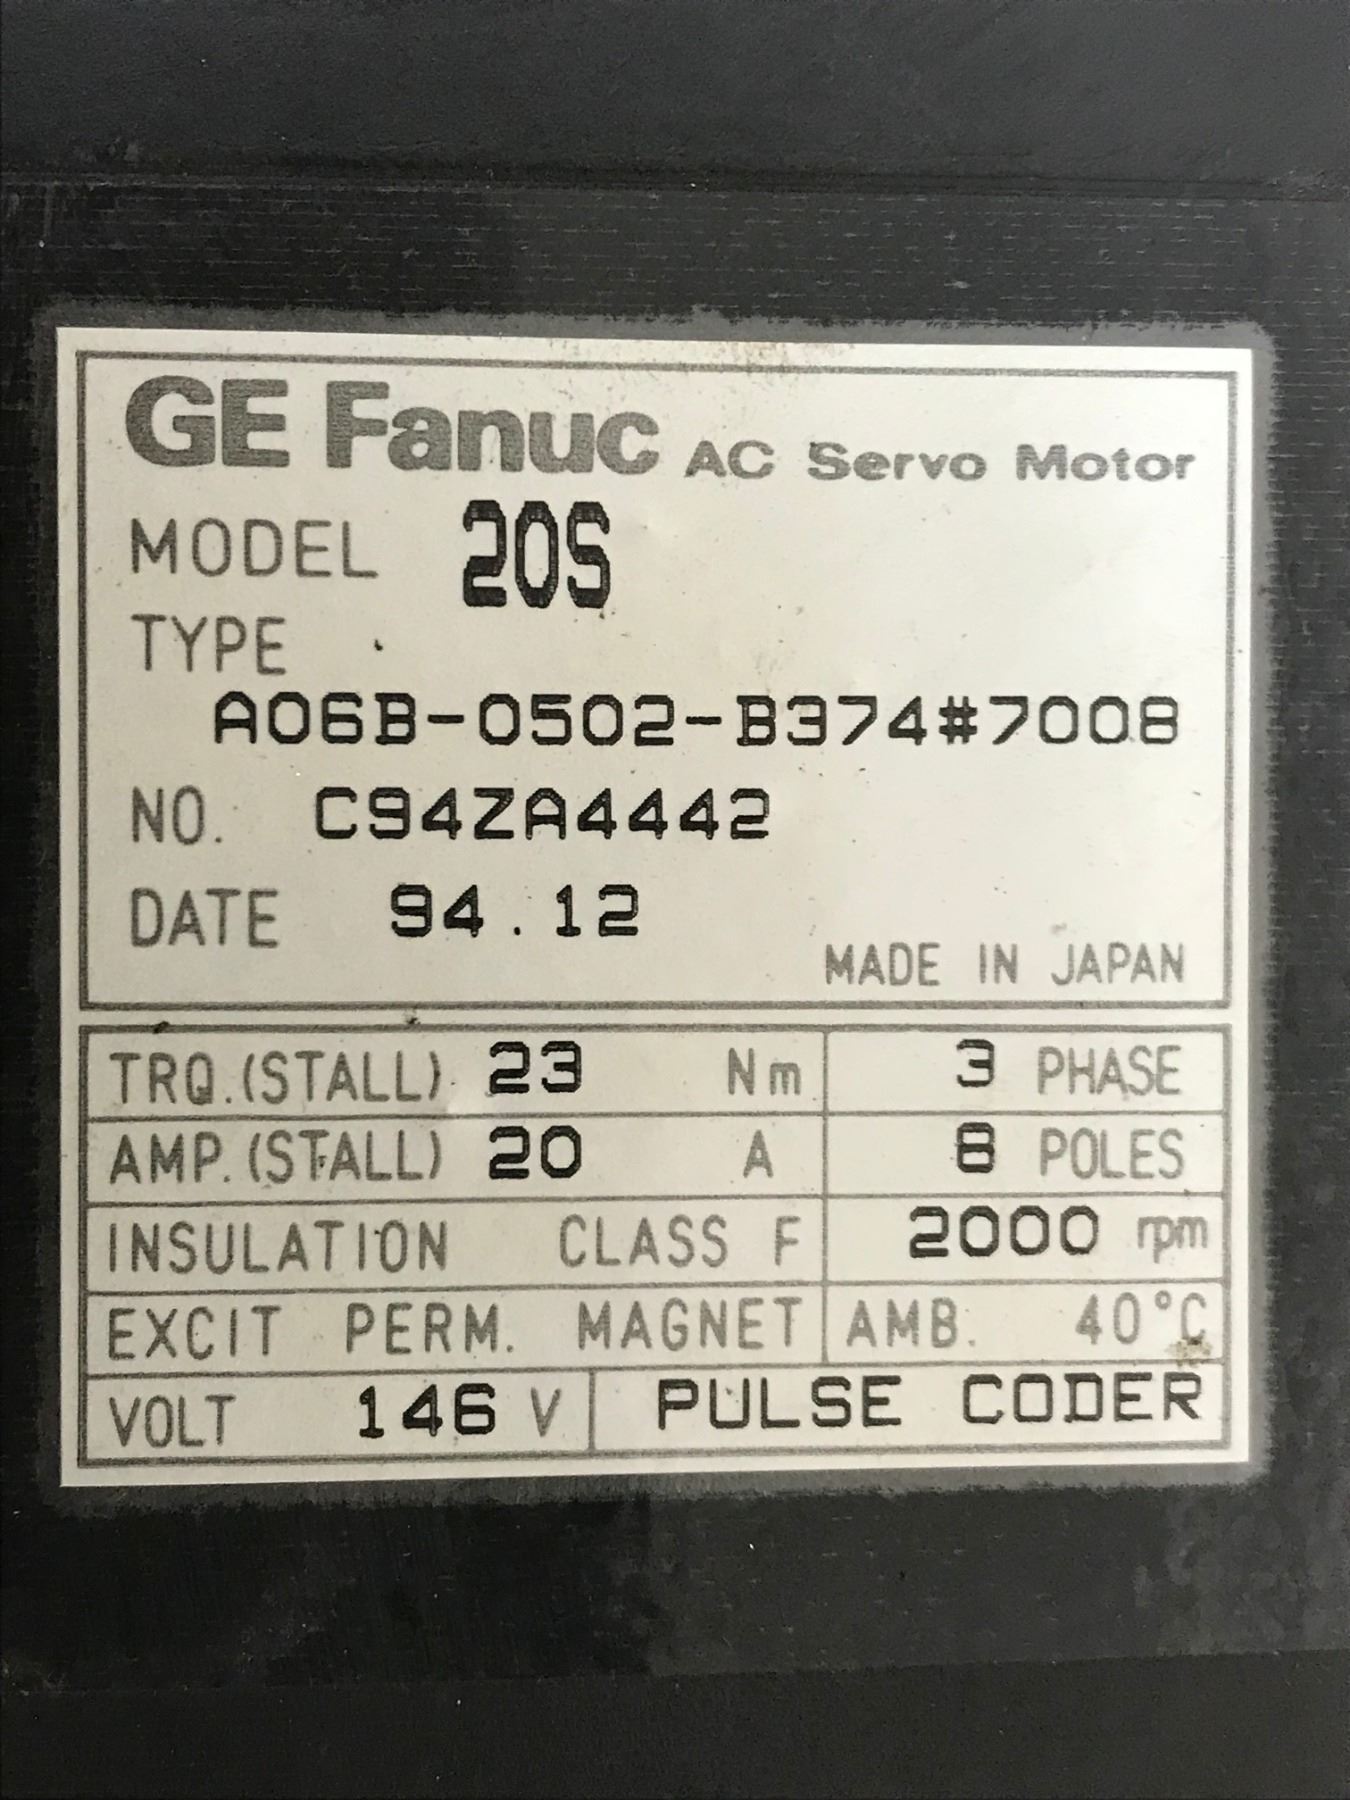 GE Fanuc AC Servo Motor
MODEL 20S
TYPE
A06B-0502-B374#7008
NO. C94ZA4442
DATE 94.12
MADE IN JAPAN
TRQ.(STALL) 23 Nm 3 PHASE
AMP.(STALL) 20 A 8 POLES
INSULATION CLASS F 2000 rpm
EXCIT PERM. MAGNET AMB. 40°C
VOLT 146 V PULSE CODER